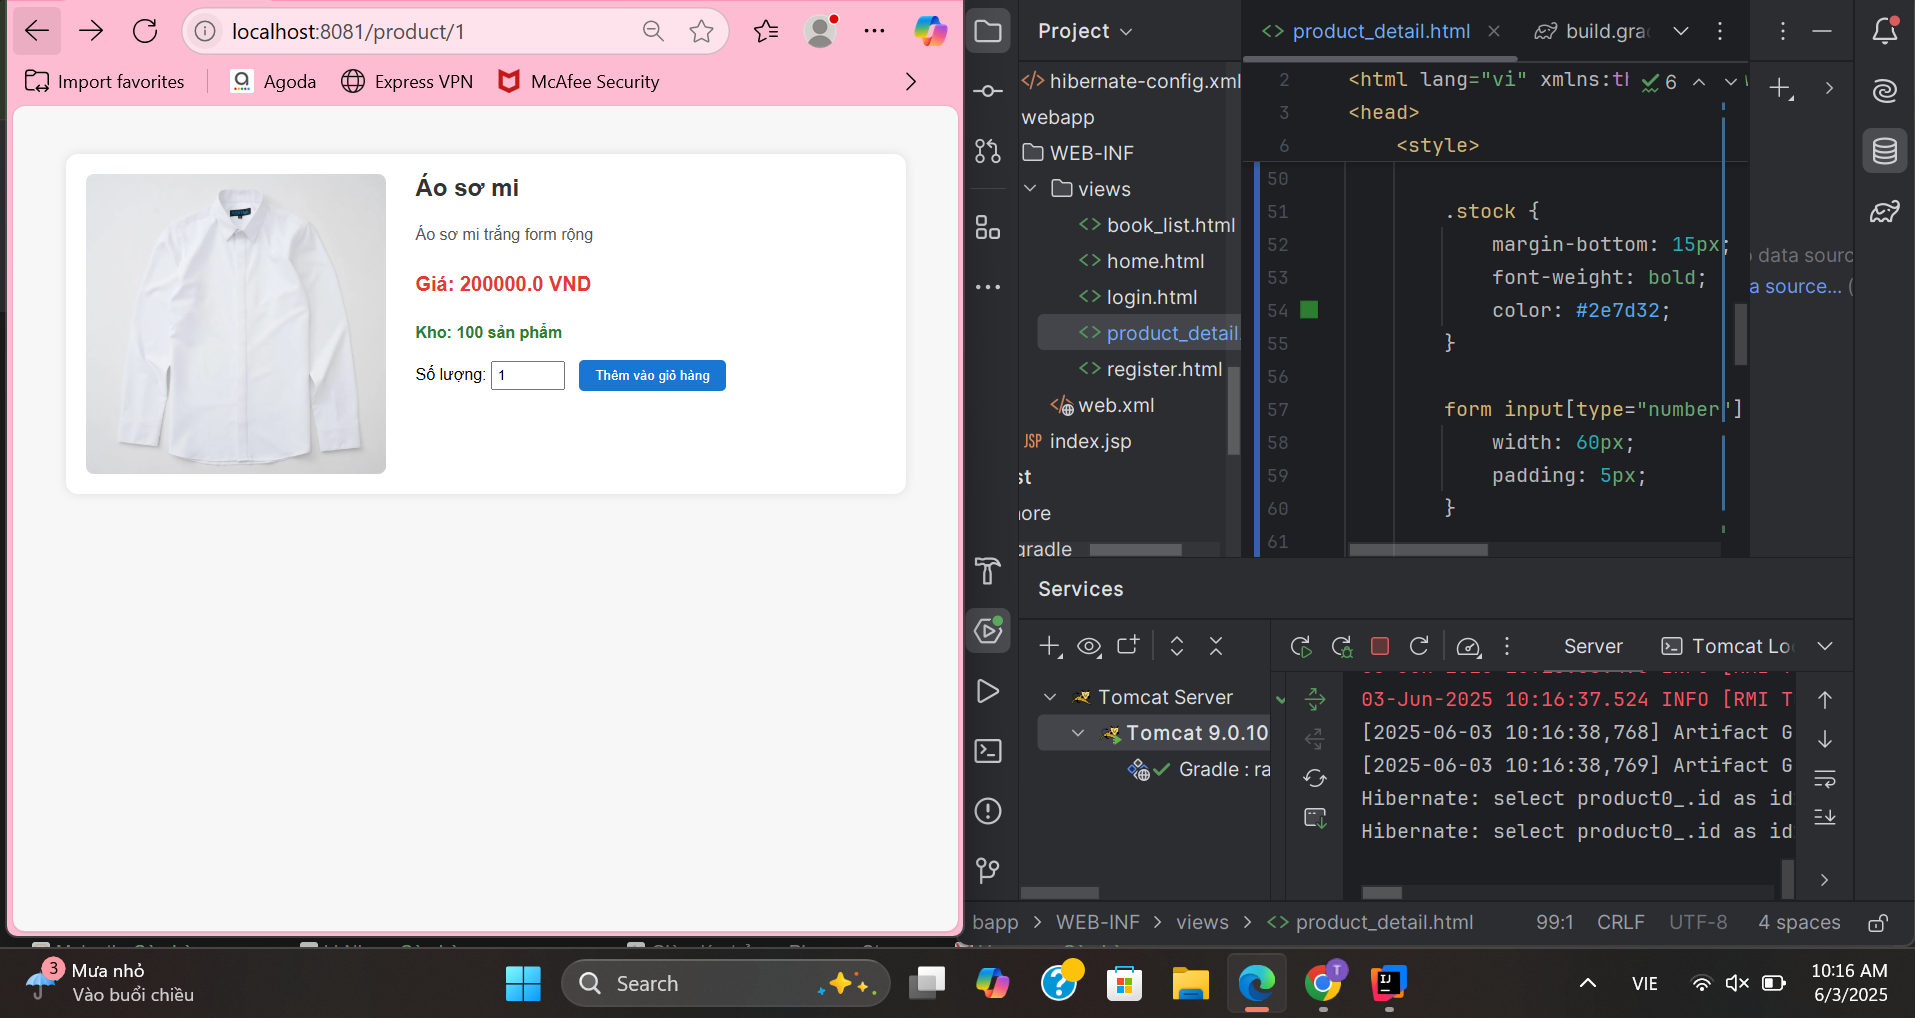 localhost:8081/product/1
Import favorites
Agoda
Express VPN
McAfee Security
Áo sơ mi
Áo sơ mi trắng form rộng
Giá: 200000.0 VND
Kho: 100 sản phẩm
Số lượng: 1
Thêm vào giỏ hàng
Project
hibernate-config.xml
webapp
WEB-INF
views
book_list.html
home.html
login.html
product_detail.
register.html
web.xml
JSP index.jsp
gradle
product_detail.html
build.gra
2 <html lang="vi" xmlns:th
6
3 <head>
6 <style>
50
51 .stock {
52 margin-bottom: 15px;
53 font-weight: bold;
54 color: #2e7d32;
55 }
56
57 form input[type="number"]
58 width: 60px;
59 padding: 5px;
60 }
61
data sourc
a source... (
Services
Server
Tomcat Lo
Tomcat Server
Tomcat 9.0.10
Gradle : ra
03-Jun-2025 10:16:37.524 INFO [RMI T
[2025-06-03 10:16:38,768] Artifact G
[2025-06-03 10:16:38,769] Artifact G
Hibernate: select product0_.id as id
Hibernate: select product0_.id as id
bapp > WEB-INF > views > product_detail.html
99:1 CRLF UTF-8 4 spaces
3
Mưa nhỏ
Vào buổi chiều
Search
T
VIE
10:16 AM
6/3/2025